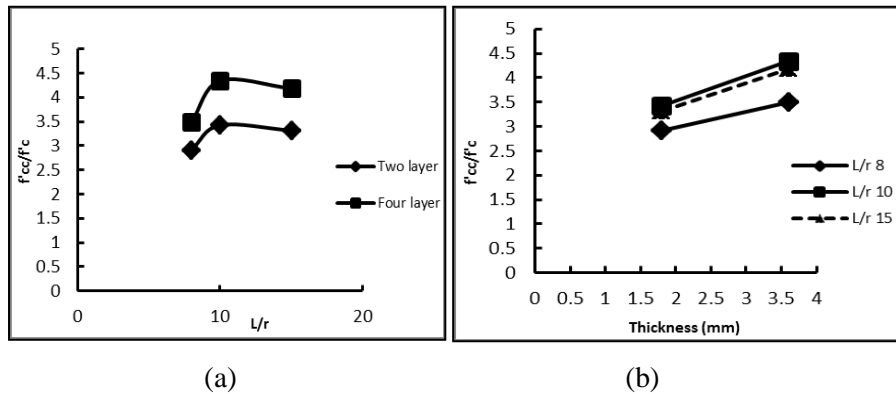 5
4.5
4
3.5
3
2.5
2
1.5
1
0.5
0
f'cc/f'c
0 10 20
L/r
Two layer
Four layer
(a)
5
4.5
4
3.5
3
2.5
2
1.5
1
0.5
0
f'cc/f'c
0 0.5 1 1.5 2 2.5 3 3.5 4
Thickness (mm)
L/r 8
L/r 10
L/r 15
(b)